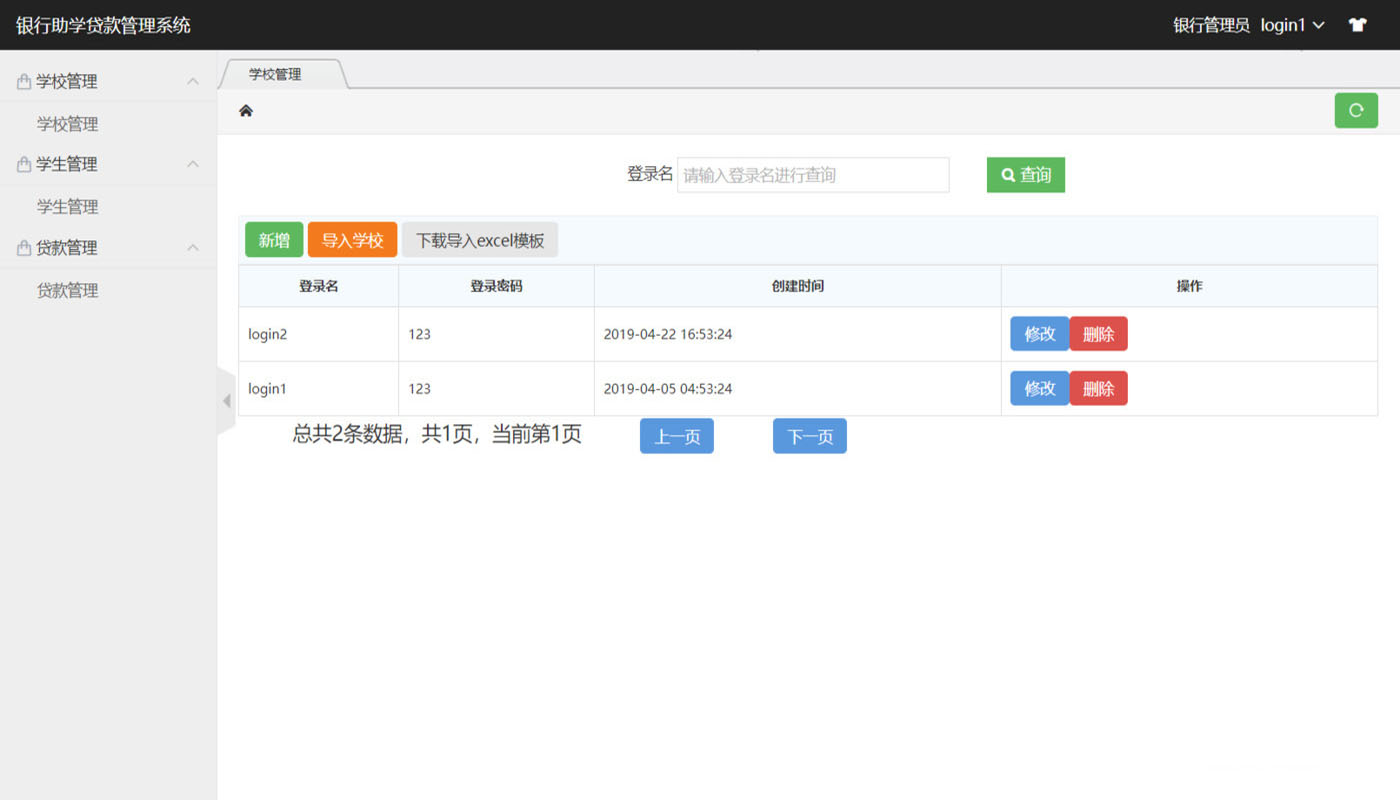 银行助学贷款管理系统
银行管理员 login1
学校管理
学校管理
学生管理
学生管理
贷款管理
贷款管理
学校管理
登录名 请输入登录名进行查询 查询
新增 导入学校 下载导入excel模板
登录名 登录密码 创建时间 操作
login2 123 2019-04-22 16:53:24 修改 删除
login1 123 2019-04-05 04:53:24 修改 删除
总共2条数据，共1页，当前第1页 上一页 下一页